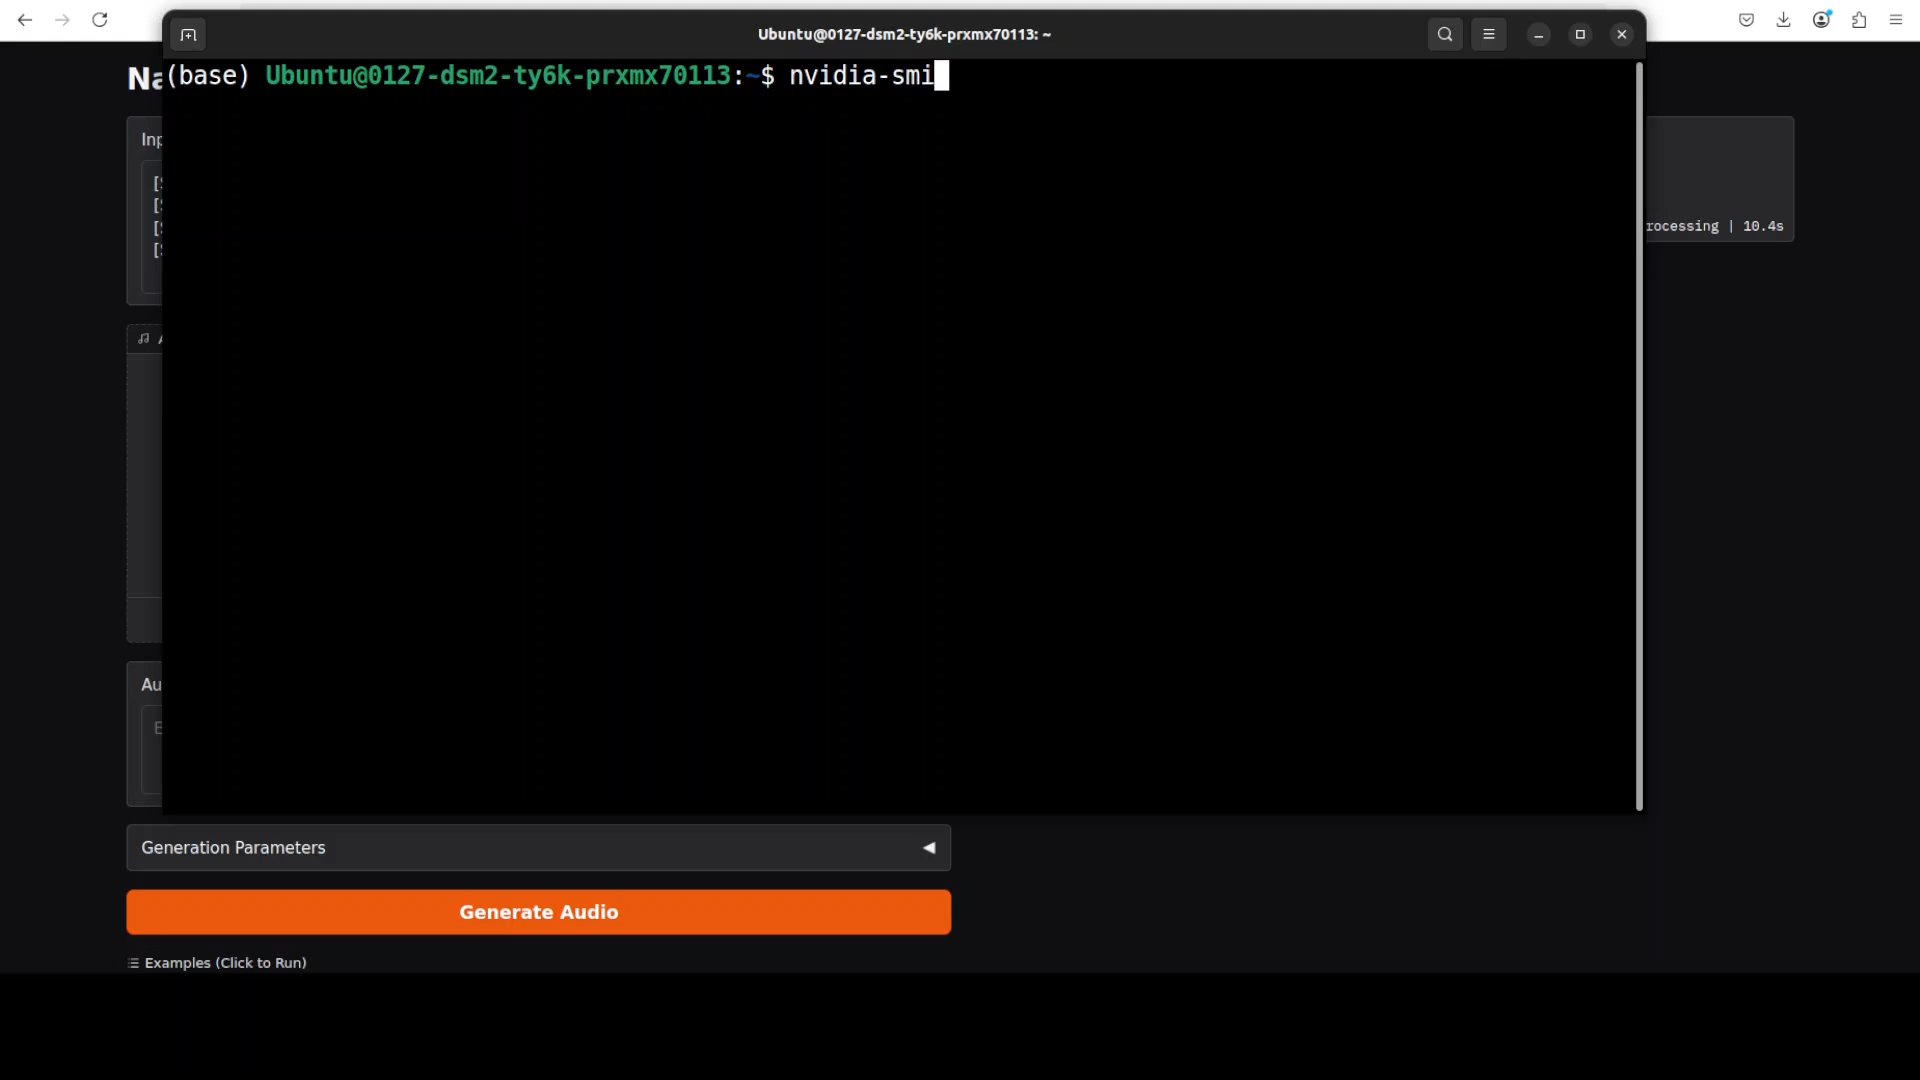 Ubuntu@0127-dsm2-ty6k-prxmx70113: ~
(base) Ubuntu@0127-dsm2-ty6k-prxmx70113:~$ nvidia-smi
rocessing | 10.4s
Generation Parameters
Generate Audio
Examples (Click to Run)